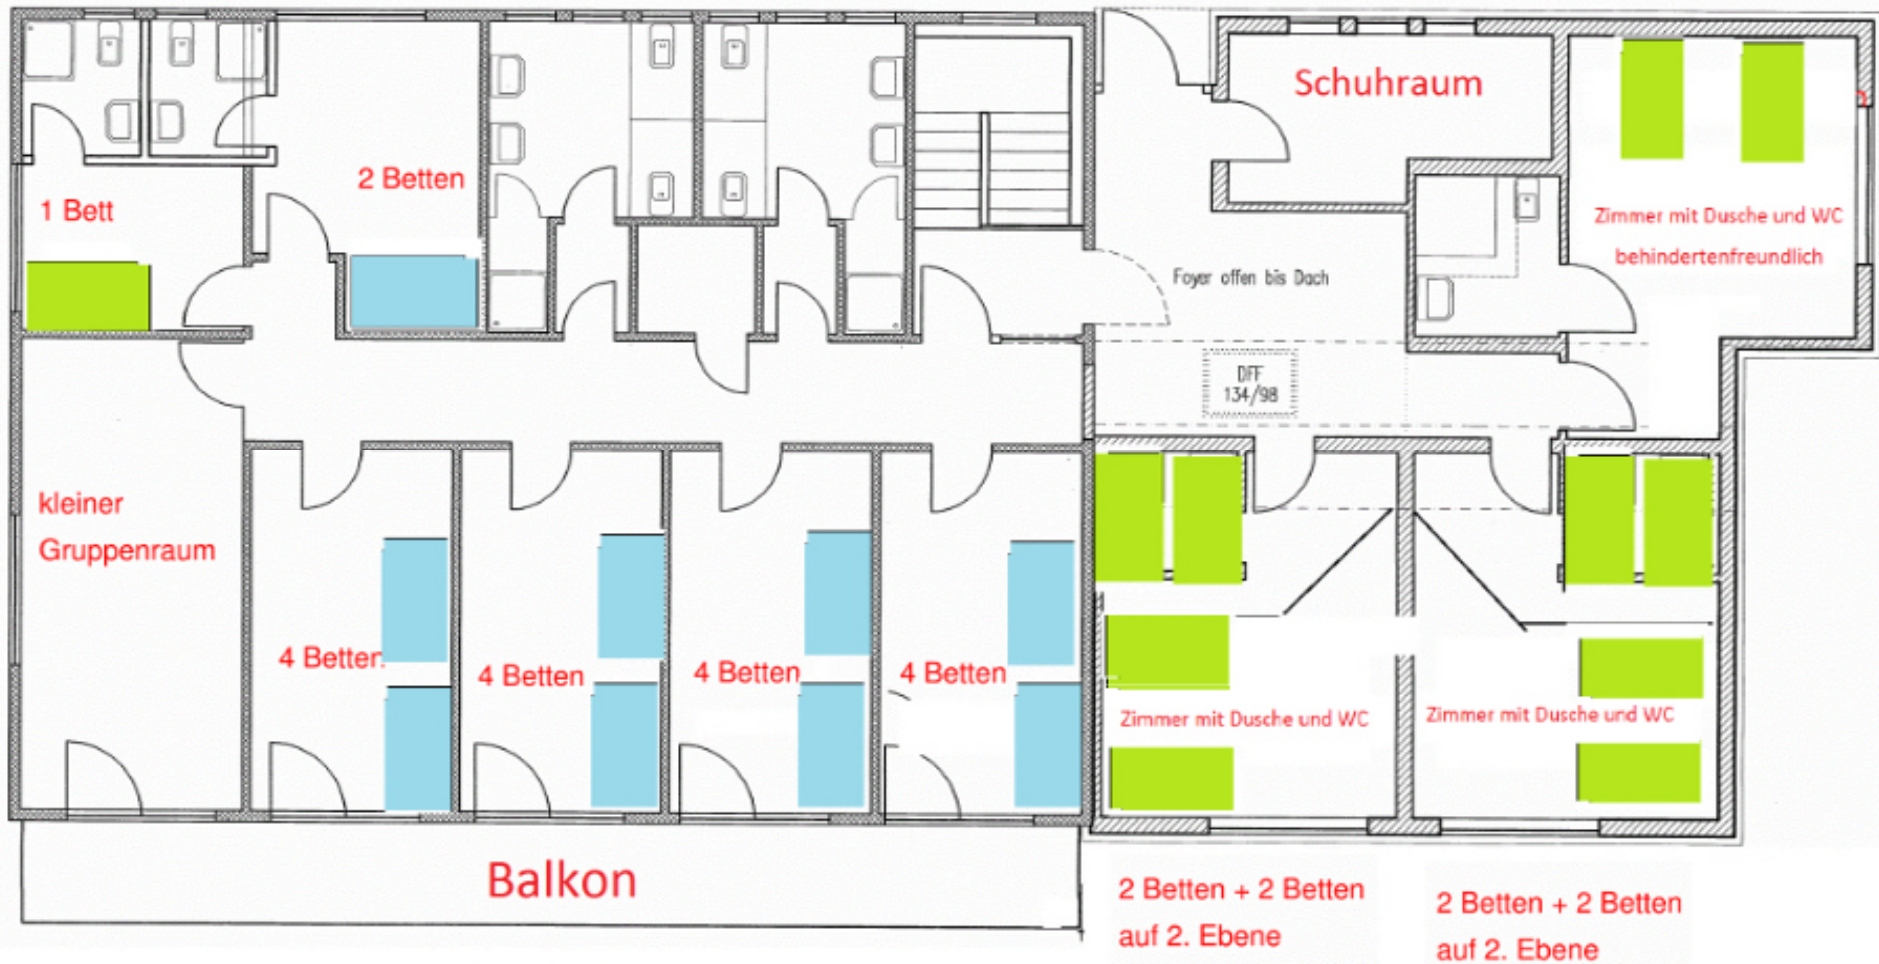 Schuhraum
2 Betten
1 Bett
Zimmer mit Dusche und WC
behindertenfreundlich
Foyer offen bis Dach
DFF
134/98
kleiner
Gruppenraum
4 Betten
4 Betten
4 Betten
4 Betten
Zimmer mit Dusche und WC
Zimmer mit Dusche und WC
Balkon
2 Betten + 2 Betten
auf 2. Ebene
2 Betten + 2 Betten
auf 2. Ebene